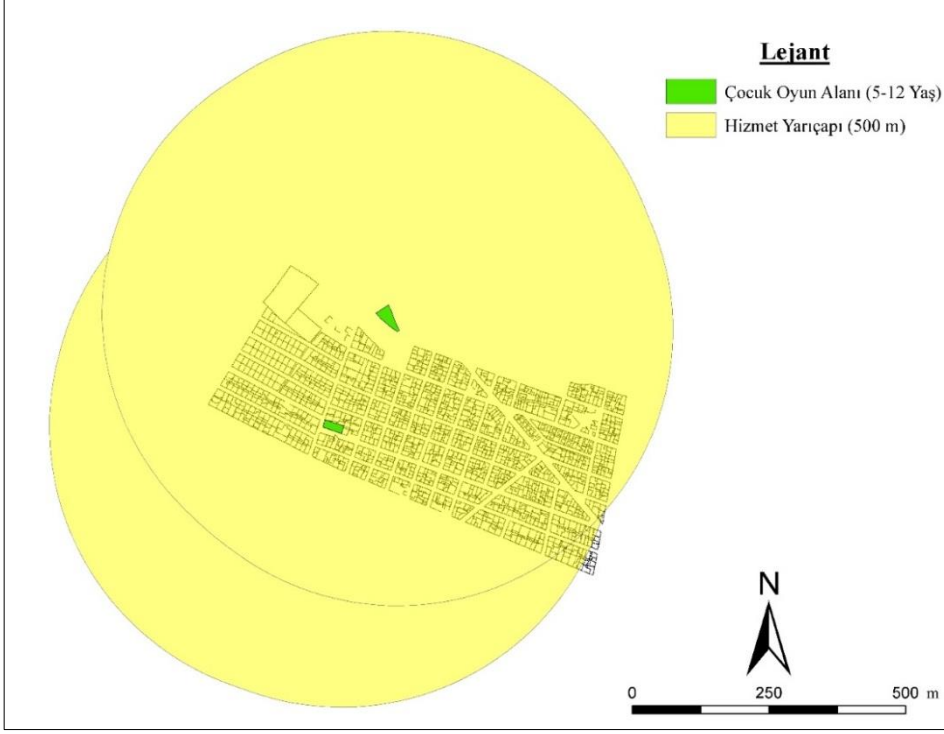 Lejant
Çocuk Oyun Alanı (5-12 Yaş)
Hizmet Yarıçapı (500 m)
N
0 250 500 m